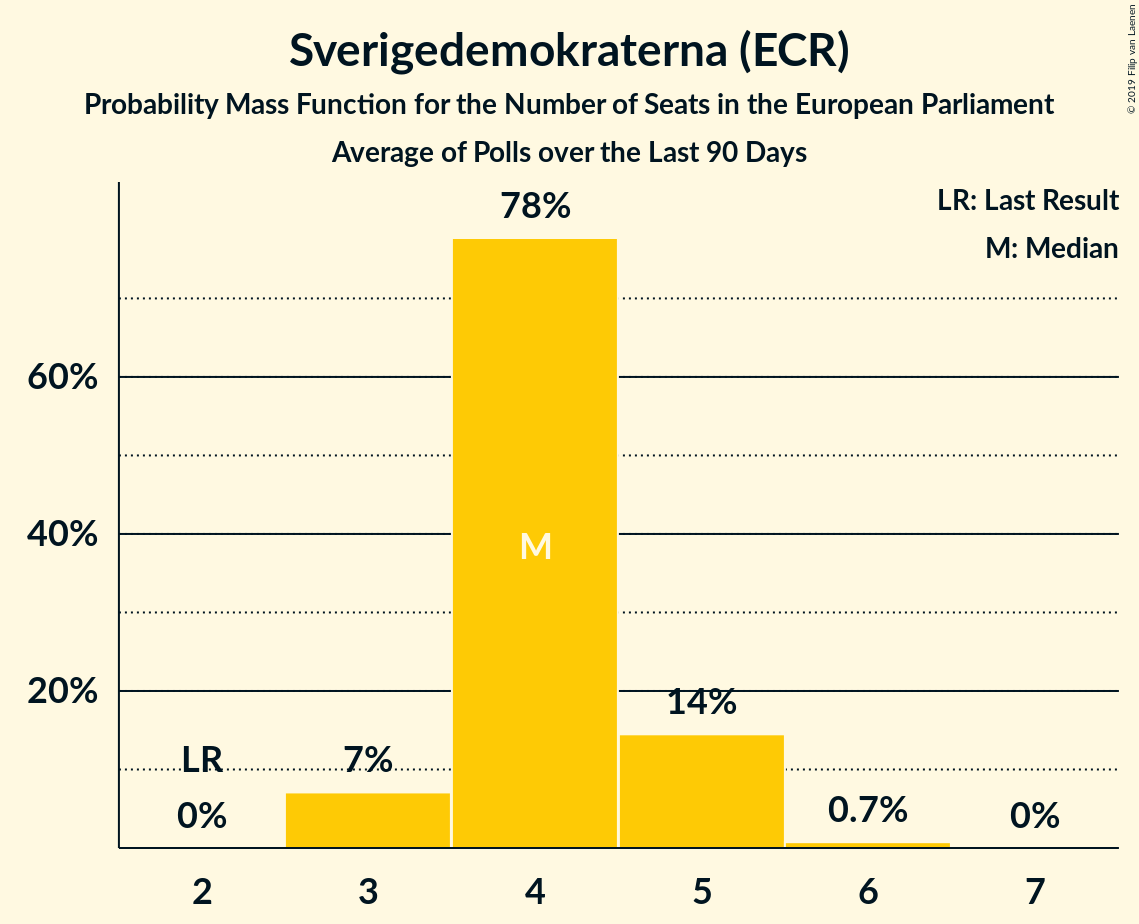 Sverigedemokraterna (ECR)
Probability Mass Function for the Number of Seats in the European Parliament
Average of Polls over the Last 90 Days
© 2019 Filip van Laenen
LR: Last Result
M: Median
78%
60%
40%
M
20%
14%
LR
7%
0%
0.7%
0%
2 3 4 5 6 7